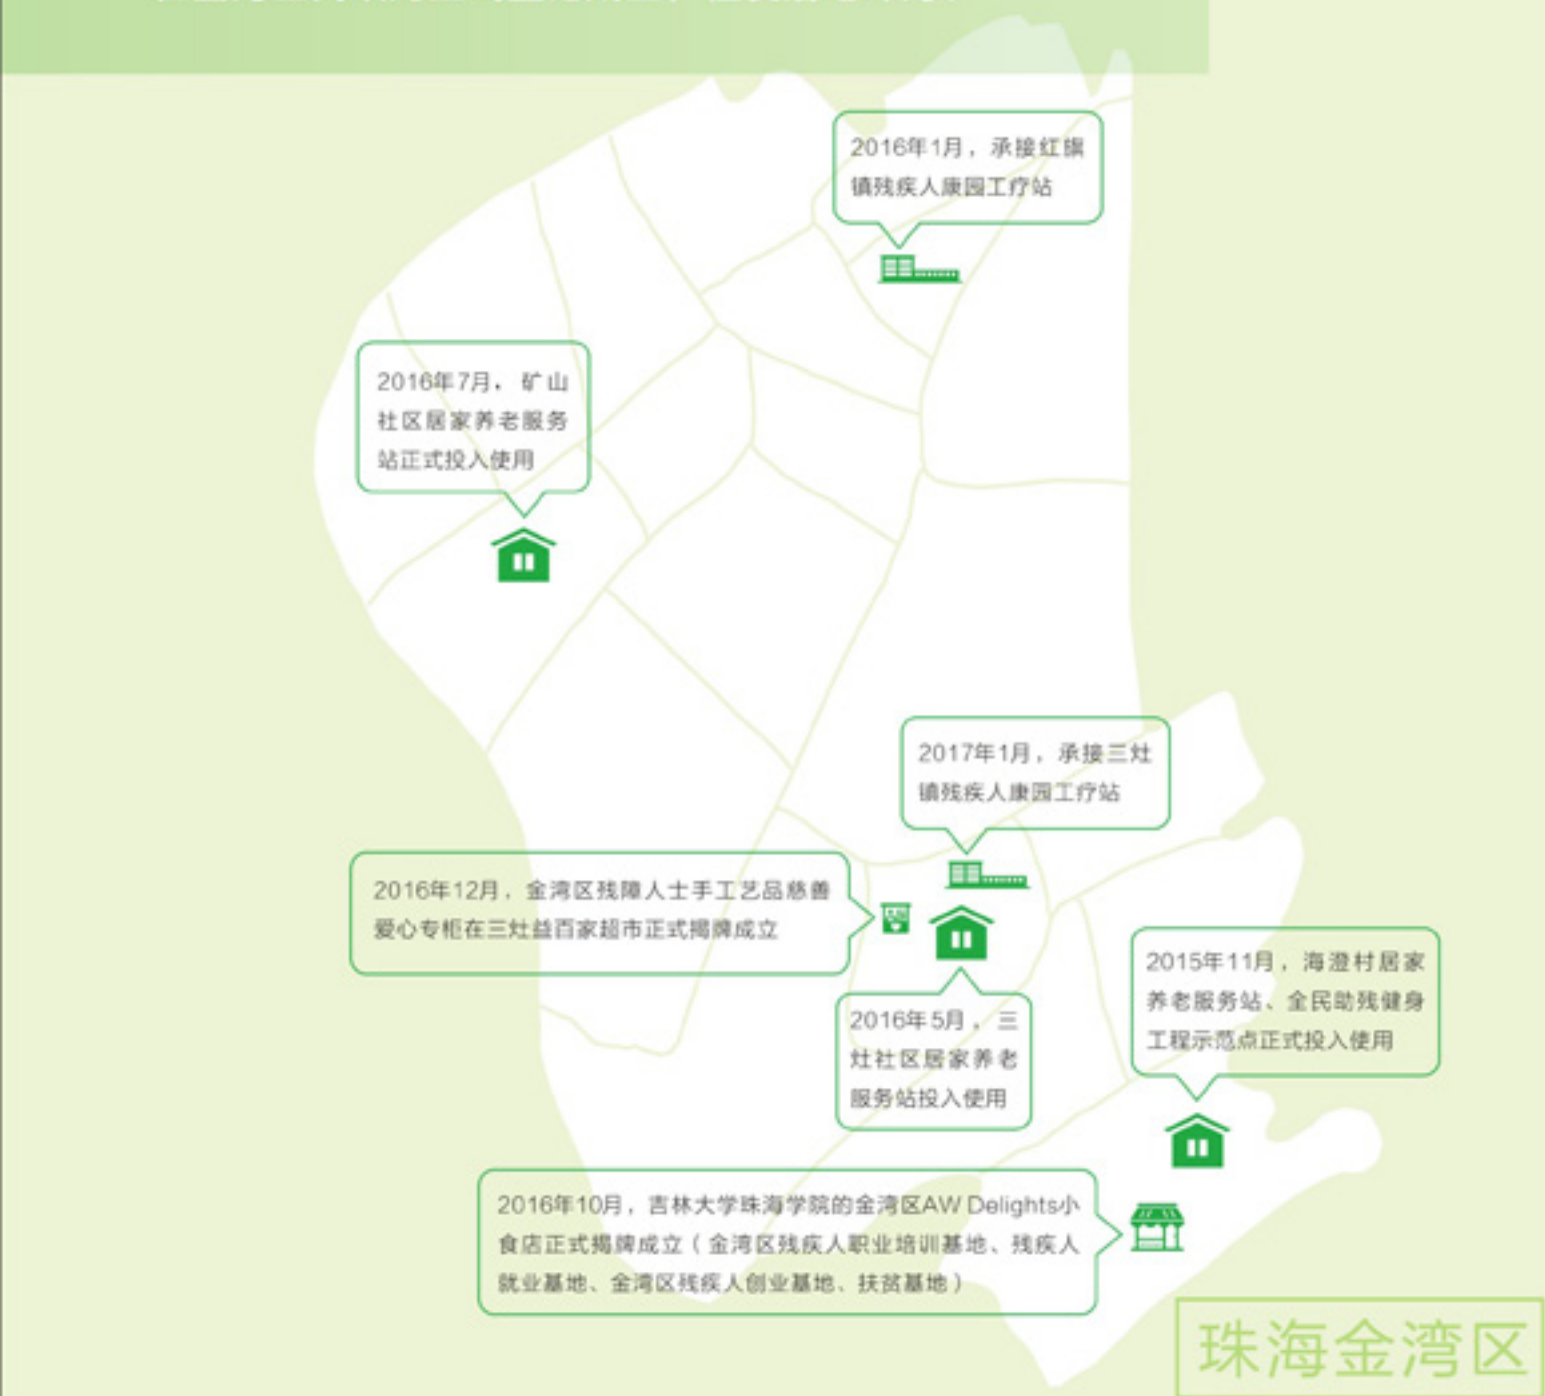 2016年1月，承接红旗
镇残疾人康园工疗站
2016年7月，矿山
社区居家养老服务
站正式投入使用
2017年1月，承接三灶
镇残疾人康园工疗站
2016年12月，金湾区残障人士手工艺品慈善
爱心专柜在三灶益百家超市正式揭牌成立
2016年5月，三
灶社区居家养老
服务站投入使用
2015年11月，海澄村居家
养老服务站、全民助残健身
工程示范点正式投入使用
2016年10月，吉林大学珠海学院的金湾区AW Delights小
食店正式揭牌成立（金湾区残疾人职业培训基地、残疾人
就业基地、金湾区残疾人创业基地、扶贫基地）
珠海金湾区